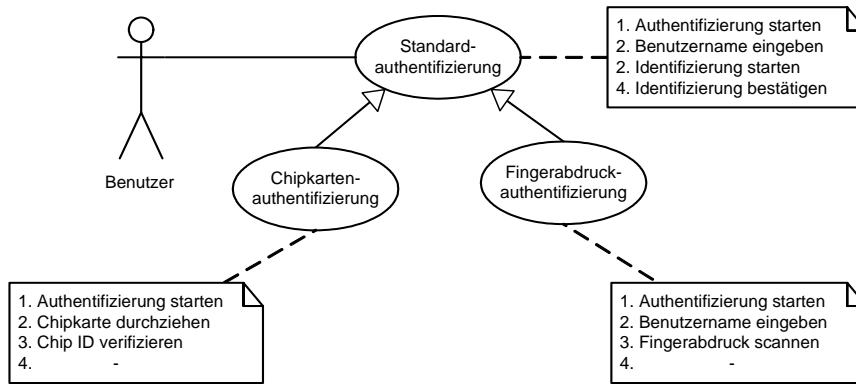 Standard-
authentifizierung
1. Authentifizierung starten
2. Benutzername eingeben
2. Identifizierung starten
4. Identifizierung bestätigen
Benutzer
Chipkarten-
authentifizierung
Fingerabdruck-
authentifizierung
1. Authentifizierung starten
2. Chipkarte durchziehen
3. Chip ID verifizieren
4. -
1. Authentifizierung starten
2. Benutzername eingeben
3. Fingerabdruck scannen
4. -